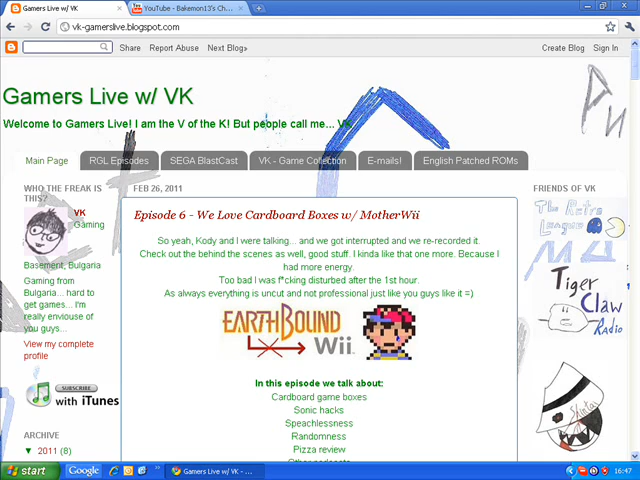 Gamers Live w/ VK
YouTube - Bakemon13's Ch...
vk-gamerslive.blogspot.com
Share Report Abuse Next Blog»
Create Blog Sign In
Gamers Live w/ VK
Welcome to Gamers Live! I am the V of the K! But people call me... VK
Main Page
RGL Episodes
SEGA BlastCast
VK - Game Collection
E-mails!
English Patched ROMs
WHO THE FREAK IS
THIS?
VK
Gaming
Basement, Bulgaria
Gaming from
Bulgaria... hard to
get games... I'm
really enviouse of
you guys...
View my complete
profile
SUBSCRIBE
with iTunes
ARCHIVE
▼ 2011 (8)
FEB 26, 2011
Episode 6 - We Love Cardboard Boxes w/ MotherWii
So yeah, Kody and I were talking... and we got interrupted and we re-recorded it.
Check out the behind the scenes as well, good stuff. I kinda like that one more. Because I
had more energy.
Too bad I was f*cking disturbed after the 1st hour.
As always everything is uncut and not professional just like you guys like it =)
EARTHBOUND
Wii
In this episode we talk about:
Cardboard game boxes
Sonic hacks
Speachlessness
Randomness
Pizza review
Other podcasts
FRIENDS OF VK
The Retro
League
Tiger
Claw
Radio
start
Google
Gamers Live w/ VK - ...
16:47